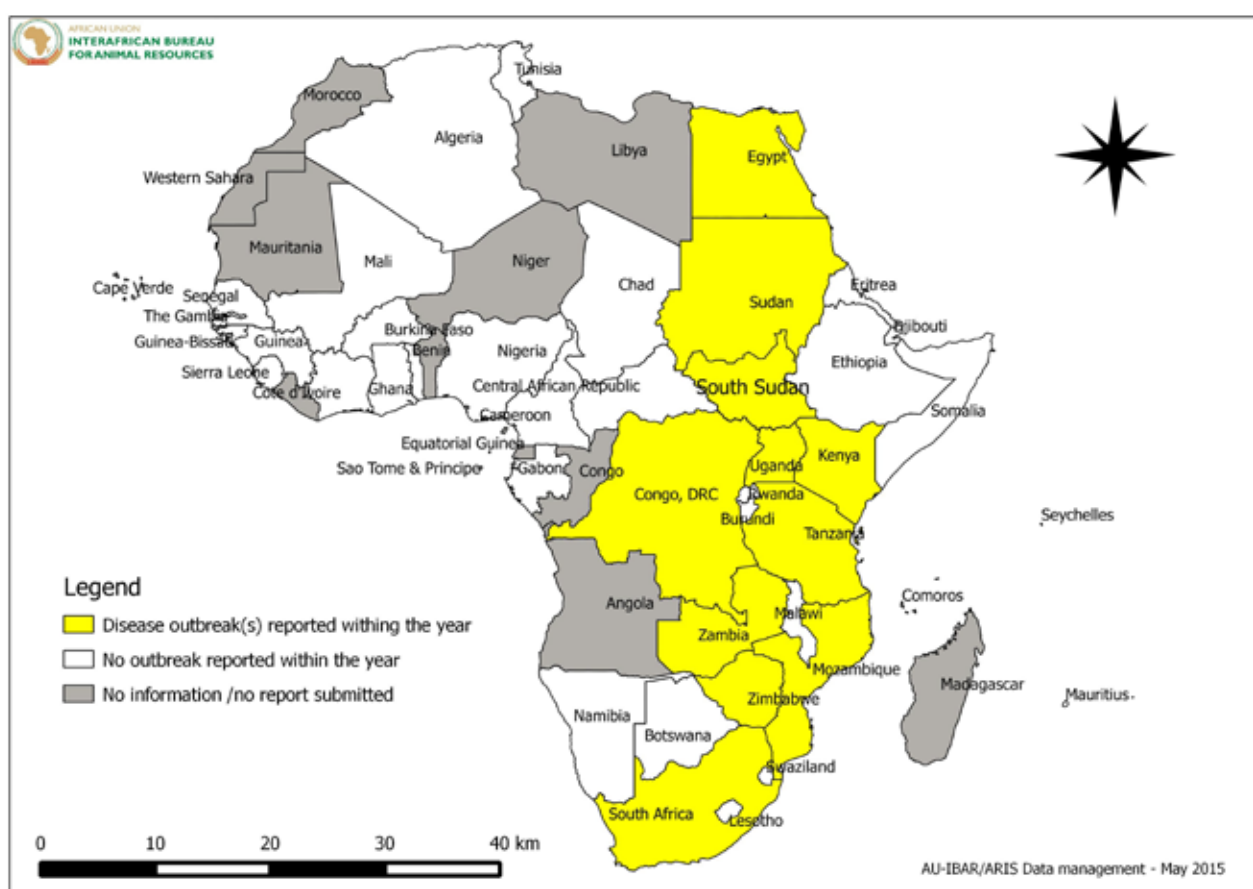 AFRICAN UNION
INTERAFRICAN BUREAU
FOR ANIMAL RESOURCES
Tunisia
Morocco
Algeria
Libya
Egypt
Western Sahara
Mauritania
Mali
Niger
Chad
Sudan
Eritrea
Cape Verde
Senegal
The Gambia
Guinea-Bissau
Guinea
Burkina Faso
Benin
Nigeria
Djibouti
Ethiopia
Sierra Leone
Cote d'Ivoire
Ghana
Central African Republic
South Sudan
Somalia
Cameroon
Equatorial Guinea
Sao Tome & Principe
Gabon
Congo
Congo, DRC
Uganda
Kenya
Rwanda
Burundi
Tanzania
Seychelles
Comoros
Angola
Zambia
Malawi
Mozambique
Madagascar
Mauritius
Zimbabwe
Namibia
Botswana
Swaziland
South Africa
Lesotho
Legend
Disease outbreak(s) reported withing the year
No outbreak reported within the year
No information /no report submitted
0 10 20 30 40 km
AU-IBAR/ARIS Data management - May 2015